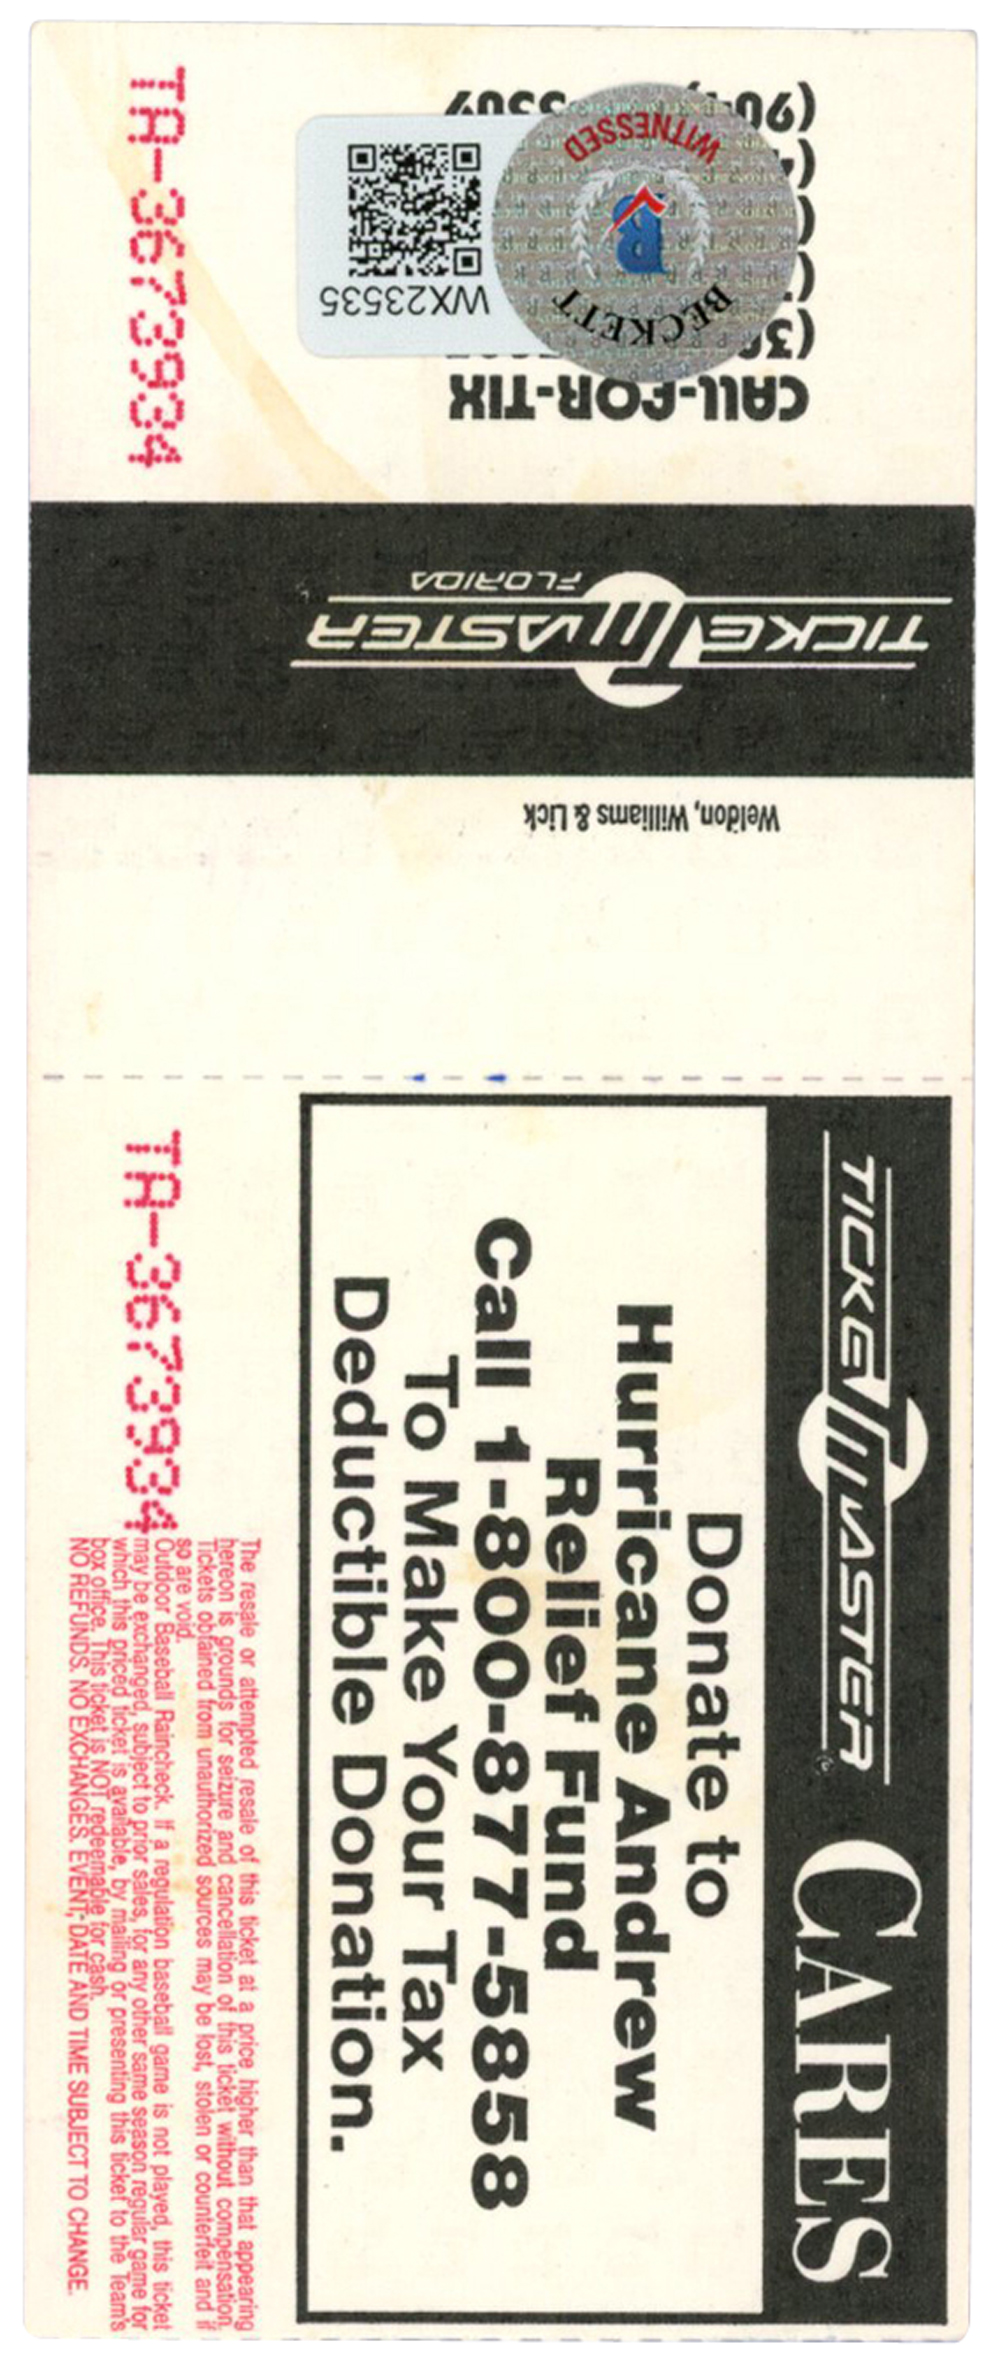 TA-3673934
WITNESSED
BECKETT
WX23535
CALL-FOR-TIX
TICKETMASTER
FLORIDA
Weldon, Williams & Lick
TICKETMASTER®
CARES
Donate to
Hurricane Andrew
Relief Fund
Call 1-800-877-5858
To Make Your Tax
Deductible Donation.
TA-3673934
The resale or attempted resale of this ticket at a price higher than that appearing
hereon is grounds for seizure and cancellation of this ticket without compensation.
Tickets obtained from unauthorized sources may be lost, stolen or counterfeit and if
so are void.
Outdoor Baseball Raincheck. If a regulation baseball game is not played, this ticket
may be exchanged, subject to prior sales, for any other same season regular game for
which this priced ticket is available, by mailing or presenting this ticket to the Team's
box office. This ticket is NOT redeemable for cash.
NO REFUNDS. NO EXCHANGES. EVENT, DATE AND TIME SUBJECT TO CHANGE.